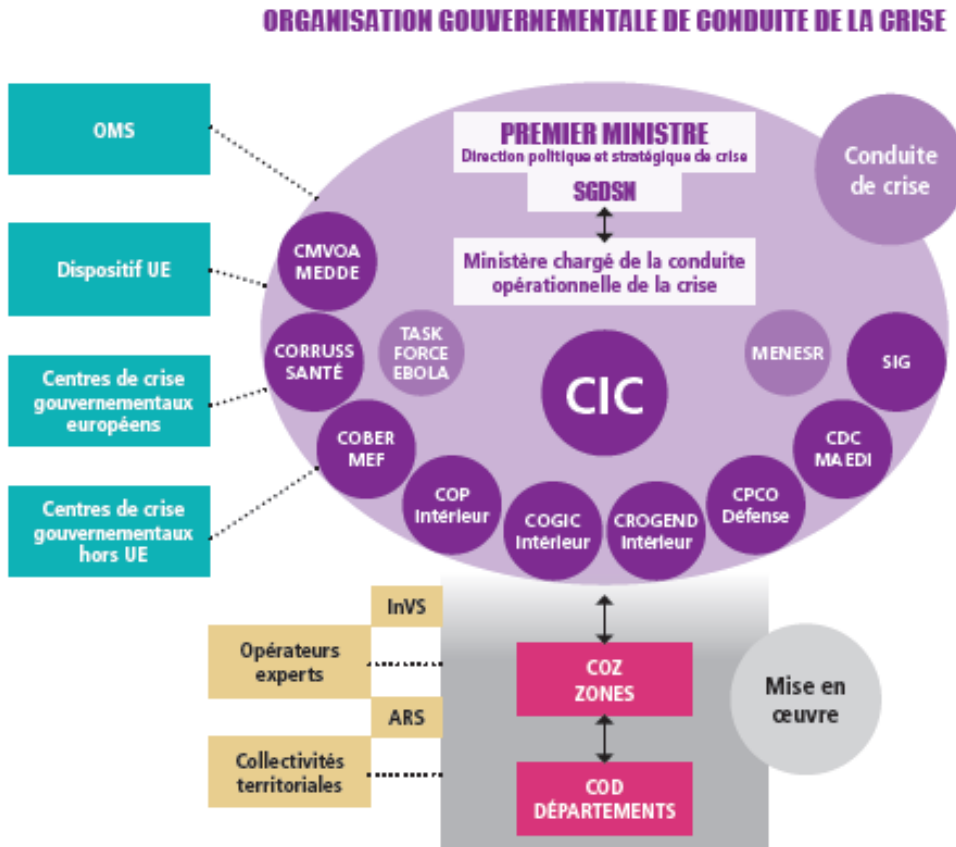 ORGANISATION GOUVERNEMENTALE DE CONDUITE DE LA CRISE
OMS
Dispositif UE
Centres de crise
gouvernementaux
européens
Centres de crise
gouvernementaux
hors UE
PREMIER MINISTRE
Direction politique et stratégique de crise
SGDSN
Ministère chargé de la conduite
opérationnelle de la crise
Conduite
de crise
CMVOA
MEDDE
CORRUSS
SANTÉ
TASK
FORCE
EBOLA
CIC
MENESR
SIG
COBER
MEF
COP
Intérieur
COGIC
Intérieur
CROGEND
Intérieur
CPCO
Défense
CDC
MAEDI
InVS
Opérateurs
experts
ARS
Collectivités
territoriales
COZ
ZONES
COD
DÉPARTEMENTS
Mise en
œuvre